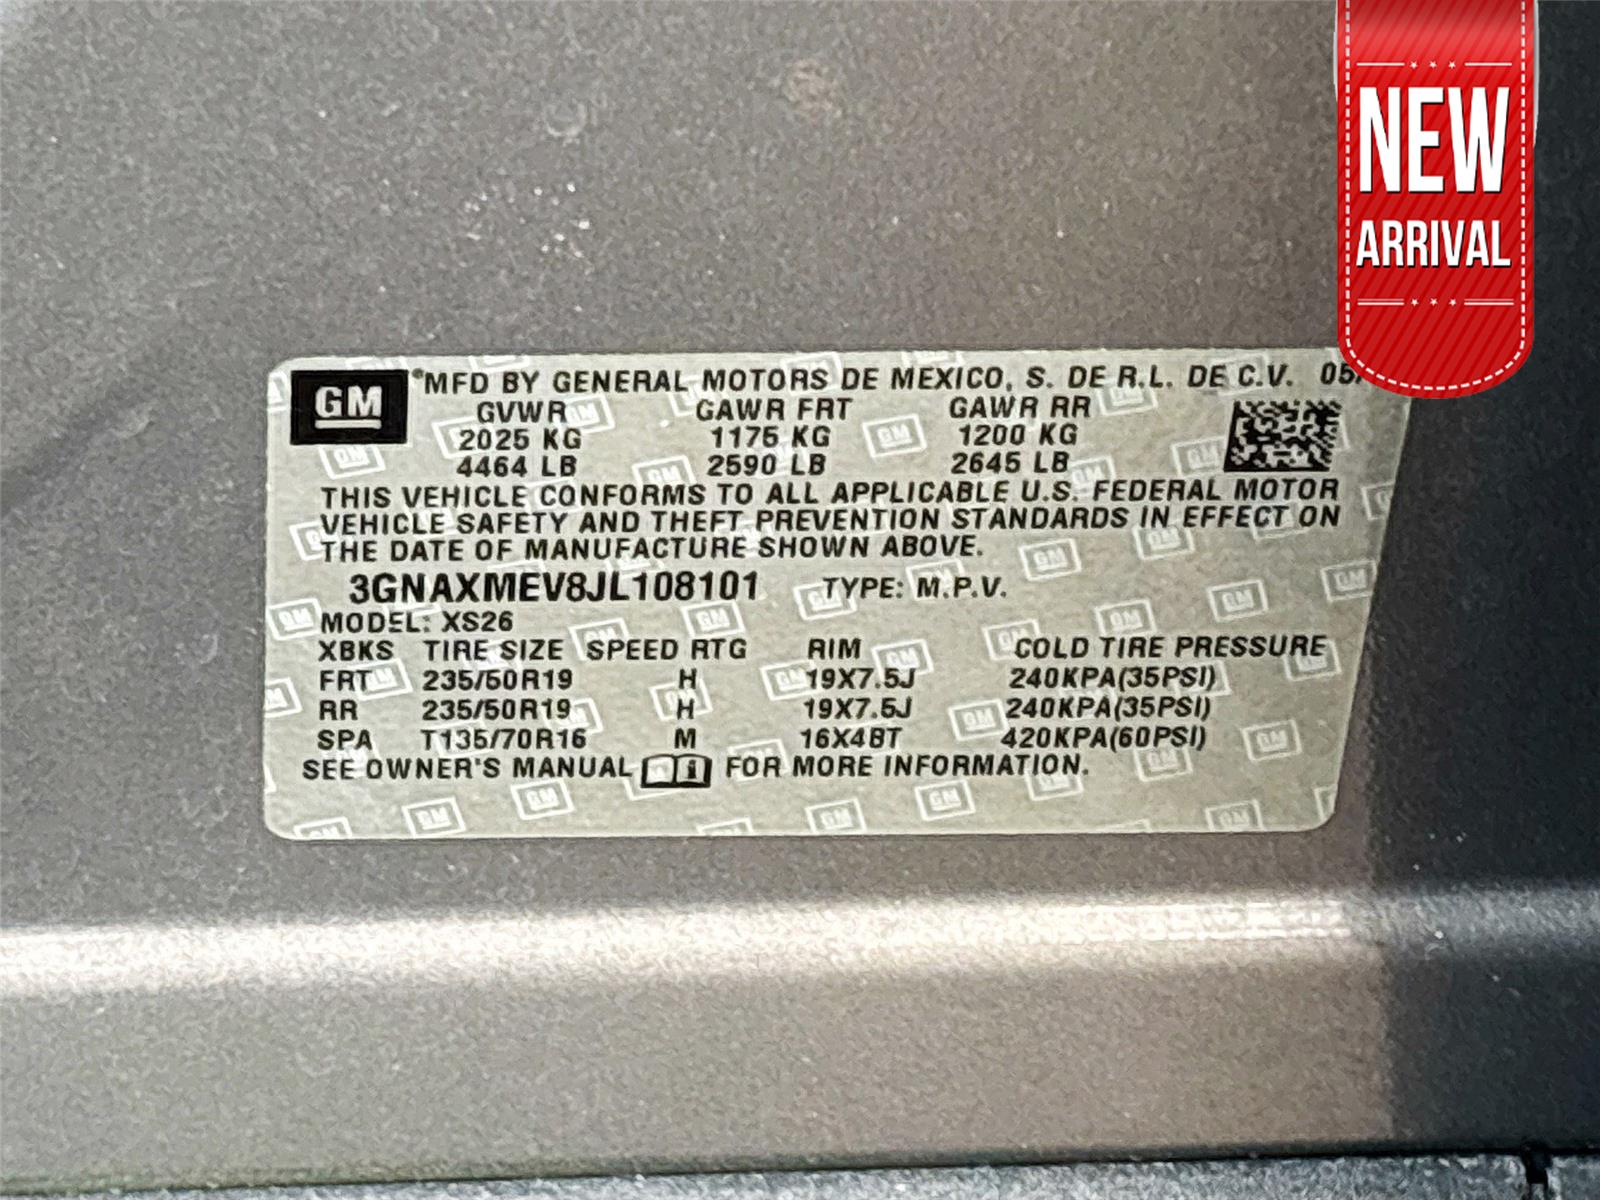 NEW
ARRIVAL
GM
MFD BY GENERAL MOTORS DE MEXICO, S. DE R.L. DE C.V. 05/
GVWR GAWR FRT GAWR RR
2025 KG 1175 KG 1200 KG
4464 LB 2590 LB 2645 LB
THIS VEHICLE CONFORMS TO ALL APPLICABLE U.S. FEDERAL MOTOR
VEHICLE SAFETY AND THEFT PREVENTION STANDARDS IN EFFECT ON
THE DATE OF MANUFACTURE SHOWN ABOVE.
3GNAXMEV8JL108101 TYPE: M.P.V.
MODEL: XS26
XBKS TIRE SIZE SPEED RTG RIM COLD TIRE PRESSURE
FRT 235/50R19 H 19X7.5J 240KPA(35PSI)
RR 235/50R19 H 19X7.5J 240KPA(35PSI)
SPA T135/70R16 M 16X4BT 420KPA(60PSI)
SEE OWNER'S MANUAL FOR MORE INFORMATION.